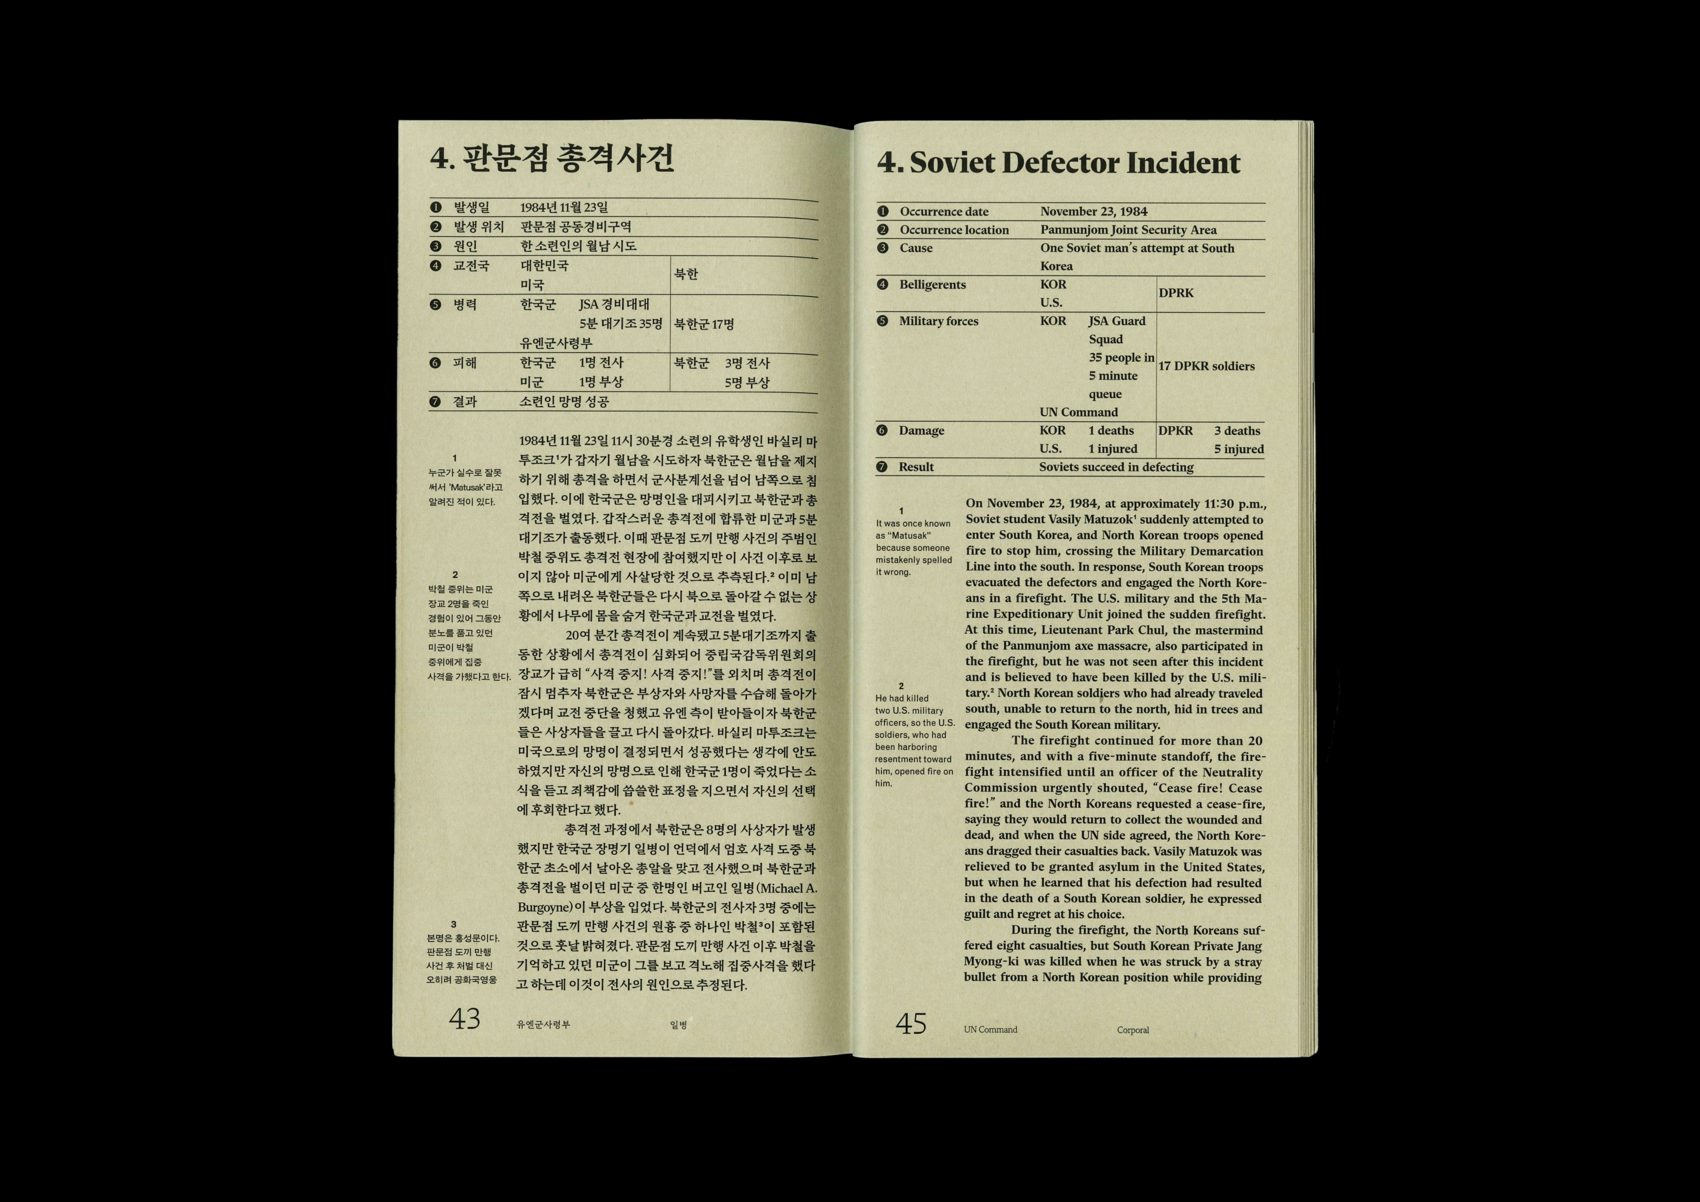 4. 판문점 총격사건
❶ 발생일 1984년 11월 23일
❷ 발생 위치 판문점 공동경비구역
❸ 원인 한 소련인의 월남 시도
❹ 교전국 대한민국 북한
미국
❺ 병력 한국군 JSA 경비대대
5분 대기조 35명 북한군 17명
유엔군사령부
❻ 피해 한국군 1명 전사 북한군 3명 전사
미군 1명 부상 5명 부상
❼ 결과 소련인 망명 성공
1984년 11월 23일 11시 30분경 소련의 유학생인 바실리 마
투조크¹가 갑자기 월남을 시도하자 북한군은 월남을 제지
하기 위해 총격을 하면서 군사분계선을 넘어 남쪽으로 침
입했다. 이에 한국군은 망명인을 대피시키고 북한군과 총
격전을 벌였다. 갑작스러운 총격전에 합류한 미군과 5분
대기조가 출동했다. 이때 판문점 도끼 만행 사건의 주범인
박철 중위도 총격전 현장에 참여했지만 이 사건 이후로 보
이지 않아 미군에게 사살당한 것으로 추측된다.² 이미 남
쪽으로 내려온 북한군들은 다시 북으로 돌아갈 수 없는 상
황에서 나무에 몸을 숨겨 한국군과 교전을 벌였다.
20여 분간 총격전이 계속됐고 5분대기조까지 출
동한 상황에서 총격전이 심화되어 중립국감독위원회의
장교가 급히 “사격 중지! 사격 중지!”를 외치며 총격전이
잠시 멈추자 북한군은 부상자와 사망자를 수습해 돌아가
겠다며 교전 중단을 청했고 유엔 측이 받아들이자 북한군
들은 사상자들을 끌고 다시 돌아갔다. 바실리 마투조크는
미국으로의 망명이 결정되면서 성공했다는 생각에 안도
하였지만 자신의 망명으로 인해 한국군 1명이 죽었다는 소
식을 듣고 죄책감에 씁쓸한 표정을 지으면서 자신의 선택
에 후회한다고 했다.
총격전 과정에서 북한군은 8명의 사상자가 발생
했지만 한국군 장명기 일병이 언덕에서 엄호 사격 도중 북
한군 초소에서 날아온 총알을 맞고 전사했으며 북한군과
총격전을 벌이던 미군 중 한명인 버고인 일병(Michael A.
Burgoyne)이 부상을 입었다. 북한군의 전사자 3명 중에는
판문점 도끼 만행 사건의 원흉 중 하나인 박철³이 포함된
것으로 훗날 밝혀졌다. 판문점 도끼 만행 사건 이후 박철을
기억하고 있던 미군이 그를 보고 격노해 집중사격을 했다
고 하는데 이것이 전사의 원인으로 추정된다.
1
누군가 실수로 잘못
써서 'Matusak'라고
알려진 적이 있다.
2
박철 중위는 미군
장교 2명을 죽인
경험이 있어 그동안
분노를 품고 있던
미군이 박철
중위에게 집중
사격을 가했다고 한다.
3
본명은 홍성문이다.
판문점 도끼 만행
사건 후 처벌 대신
오히려 공화국영웅
43 유엔군사령부 일병
4. Soviet Defector Incident
❶ Occurrence date November 23, 1984
❷ Occurrence location Panmunjom Joint Security Area
❸ Cause One Soviet man’s attempt at South
Korea
❹ Belligerents KOR DPRK
U.S.
❺ Military forces KOR JSA Guard
Squad
35 people in 17 DPKR soldiers
5 minute
queue
UN Command
❻ Damage KOR 1 deaths DPKR 3 deaths
U.S. 1 injured 5 injured
❼ Result Soviets succeed in defecting
On November 23, 1984, at approximately 11:30 p.m.,
Soviet student Vasily Matuzok¹ suddenly attempted to
enter South Korea, and North Korean troops opened
fire to stop him, crossing the Military Demarcation
Line into the south. In response, South Korean troops
evacuated the defectors and engaged the North Kore-
ans in a firefight. The U.S. military and the 5th Ma-
rine Expeditionary Unit joined the sudden firefight.
At this time, Lieutenant Park Chul, the mastermind
of the Panmunjom axe massacre, also participated in
the firefight, but he was not seen after this incident
and is believed to have been killed by the U.S. mili-
tary.² North Korean soldiers who had already traveled
south, unable to return to the north, hid in trees and
engaged the South Korean military.
The firefight continued for more than 20
minutes, and with a five-minute standoff, the fire-
fight intensified until an officer of the Neutrality
Commission urgently shouted, “Cease fire! Cease
fire!” and the North Koreans requested a cease-fire,
saying they would return to collect the wounded and
dead, and when the UN side agreed, the North Kore-
ans dragged their casualties back. Vasily Matuzok was
relieved to be granted asylum in the United States,
but when he learned that his defection had resulted
in the death of a South Korean soldier, he expressed
guilt and regret at his choice.
During the firefight, the North Koreans suf-
fered eight casualties, but South Korean Private Jang
Myong-ki was killed when he was struck by a stray
bullet from a North Korean position while providing
1
It was once known
as “Matusak”
because someone
mistakenly spelled
it wrong.
2
He had killed
two U.S. military
officers, so the U.S.
soldiers, who had
been harboring
resentment toward
him, opened fire on
him.
45 UN Command Corporal